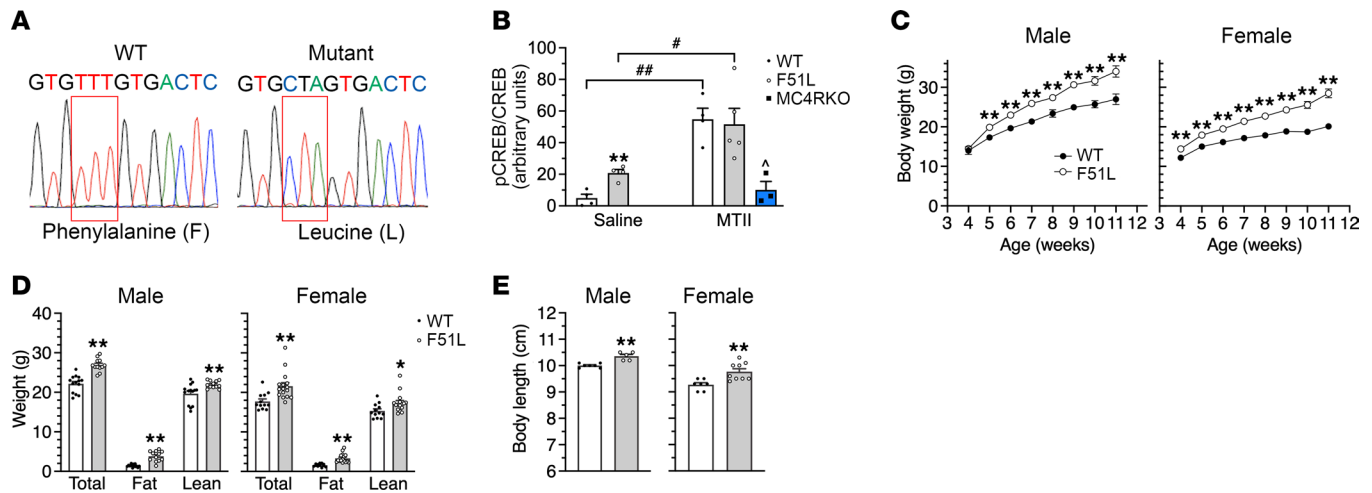 A
WT
Mutant
GTGTTTGTGACTC
GTGCTAGTGACTC
Phenylalanine (F)
Leucine (L)
B
pCREB/CREB
(arbitrary units)
100
80
60
40
20
0
#
##
**
^
WT
F51L
MC4RKO
Saline
MTII
C
Male
Female
Body weight (g)
30
20
10
0
** ** ** ** ** ** **
** ** ** ** ** ** ** **
WT
F51L
3 4 5 6 7 8 9 10 11 12
3 4 5 6 7 8 9 10 11 12
Age (weeks)
Age (weeks)
D
Male
Female
Weight (g)
40
30
20
10
0
** ** **
** ** *
WT
F51L
Total Fat Lean
Total Fat Lean
E
Male
Female
Body length (cm)
12
11
10
9
8
7
6
**
**